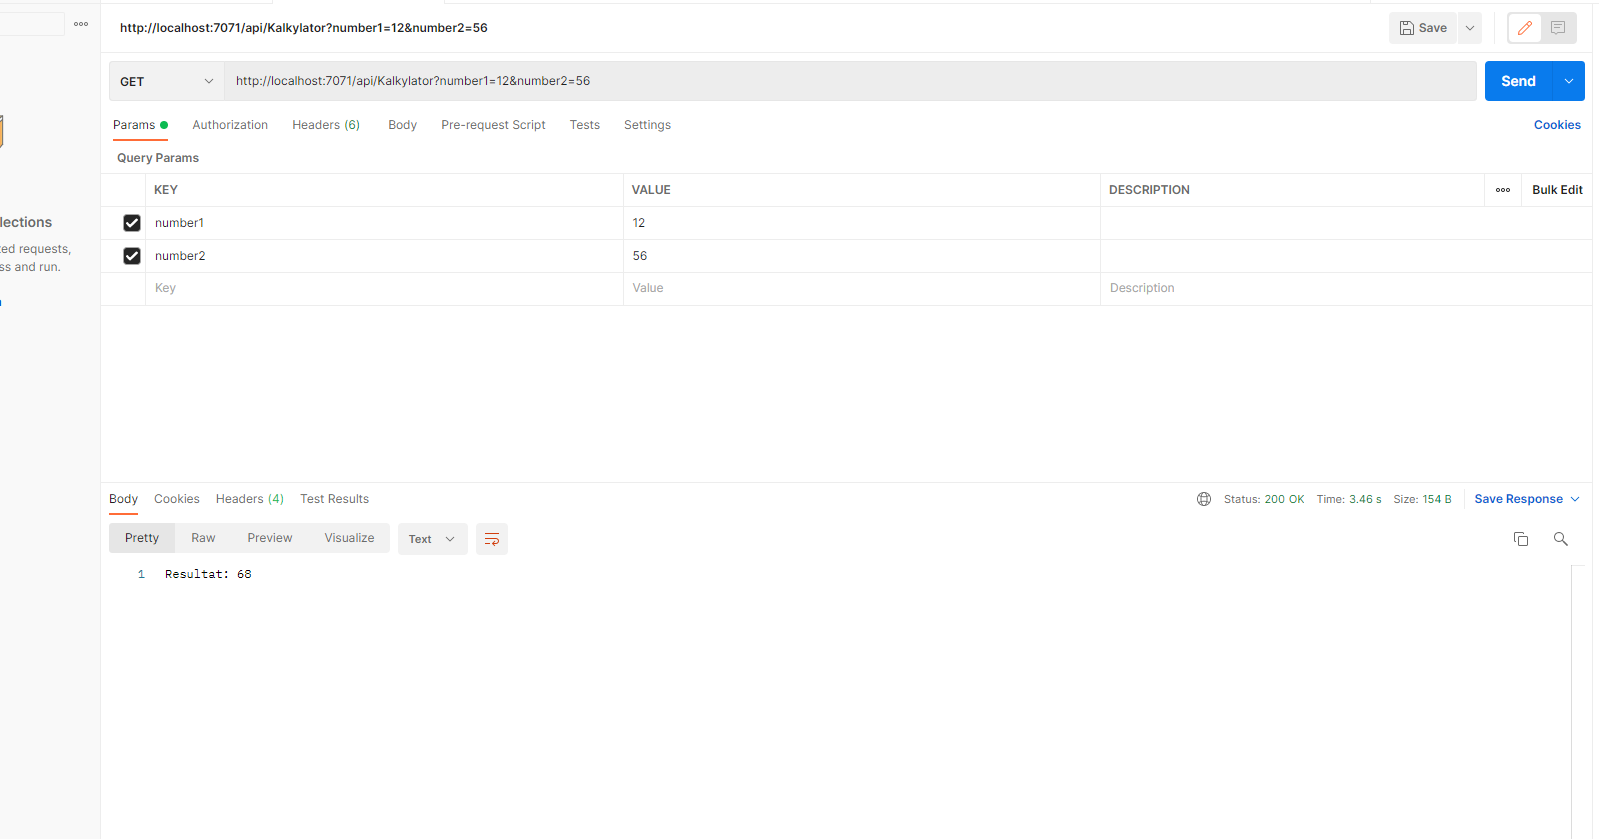 http://localhost:7071/api/Kalkylator?number1=12&number2=56
Save
GET
http://localhost:7071/api/Kalkylator?number1=12&number2=56
Send
Params
Authorization
Headers (6)
Body
Pre-request Script
Tests
Settings
Cookies
Query Params
KEY
VALUE
DESCRIPTION
Bulk Edit
number1
12
number2
56
Key
Value
Description
lections
ted requests,
ss and run.
Body
Cookies
Headers (4)
Test Results
Status: 200 OK
Time: 3.46 s
Size: 154 B
Save Response
Pretty
Raw
Preview
Visualize
Text
1 Resultat: 68